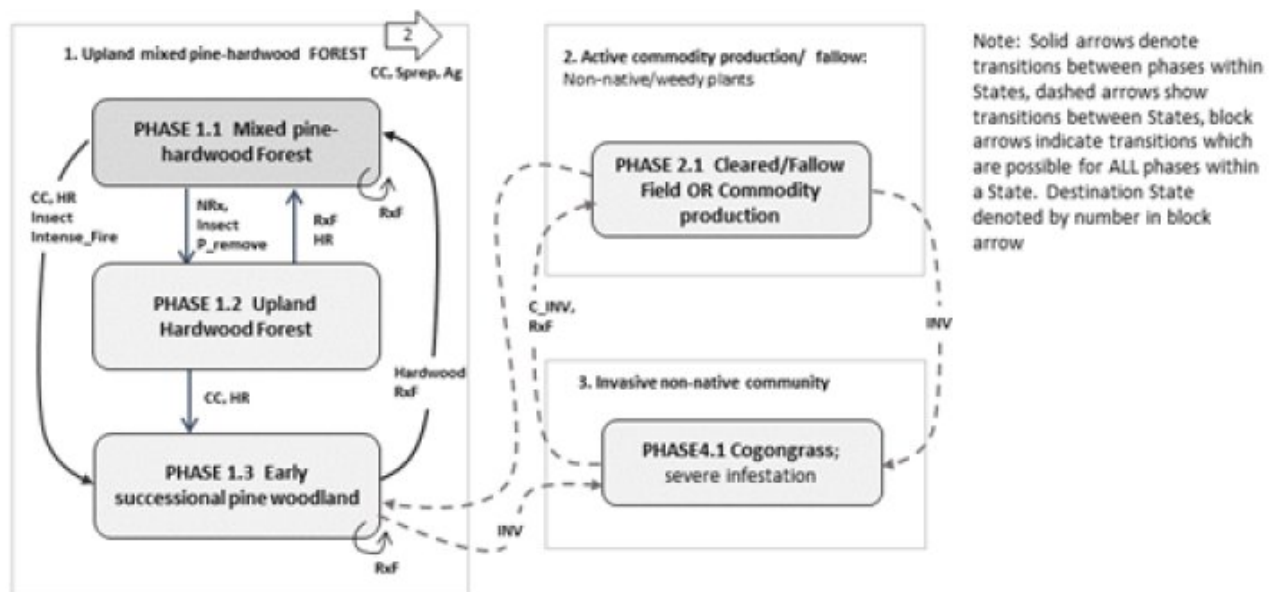 1. Upland mixed pine-hardwood FOREST
2
CC, Sprep, Ag
PHASE 1.1 Mixed pine-
hardwood Forest
RxF
CC, HR
Insect
Intense_Fire
NRx,
Insect
P_remove
RxF
HR
PHASE 1.2 Upland
Hardwood Forest
CC, HR
Hardwood
RxF
PHASE 1.3 Early
successional pine woodland
RxF
2. Active commodity production/ fallow:
Non-native/weedy plants
PHASE 2.1 Cleared/Fallow
Field OR Commodity
production
C_INV,
RxF
INV
3. Invasive non-native community
PHASE4.1 Cogongrass;
severe infestation
INV
Note: Solid arrows denote
transitions between phases within
States, dashed arrows show
transitions between States, block
arrows indicate transitions which
are possible for ALL phases within
a State. Destination State
denoted by number in block
arrow